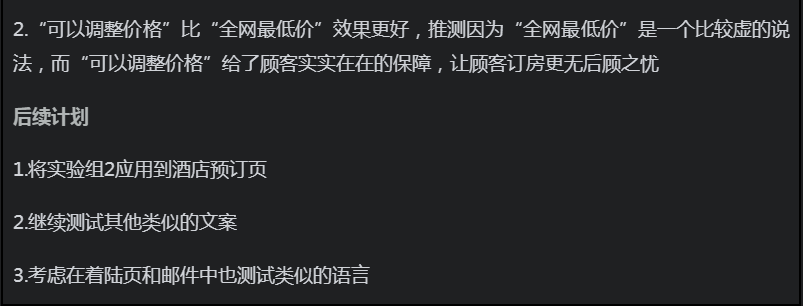 2.“可以调整价格”比“全网最低价”效果更好，推测因为“全网最低价”是一个比较虚的说
法，而“可以调整价格”给了顾客实实在在的保障，让顾客订房更无后顾之忧
后续计划
1.将实验组2应用到酒店预订页
2.继续测试其他类似的文案
3.考虑在着陆页和邮件中也测试类似的语言